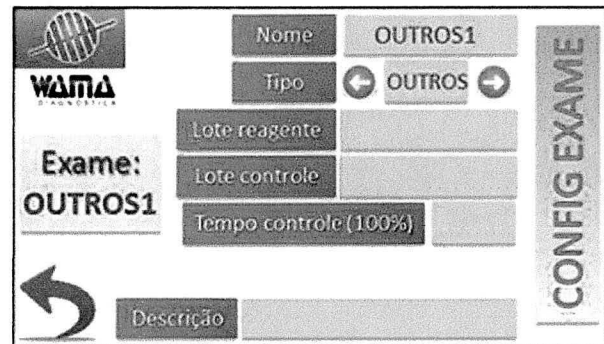 WAMA
DIAGNÓSTICA
Nome
OUTROS1
Tipo
OUTROS
Lote reagente
Lote controle
Tempo controle (100%)
Exame:
OUTROS1
Descrição
CONFIG EXAME